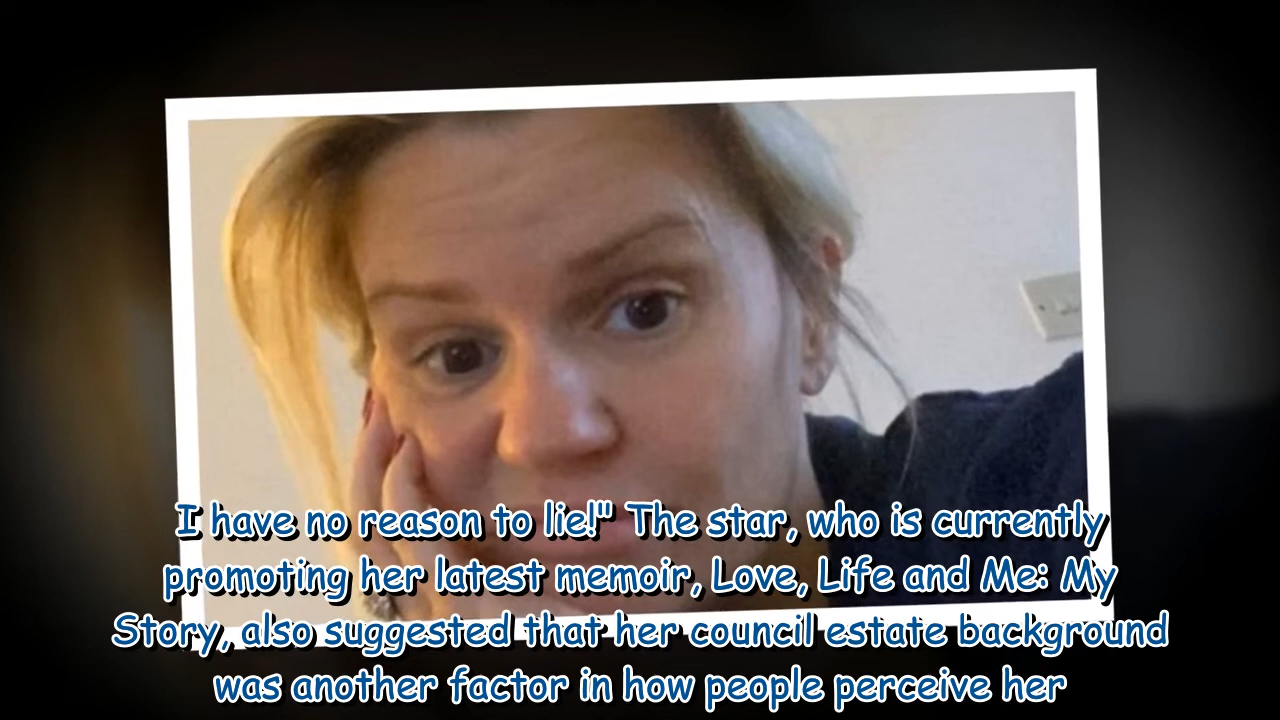 I have no reason to lie!" The star, who is currently
promoting her latest memoir, Love, Life and Me: My
Story, also suggested that her council estate background
was another factor in how people perceive her